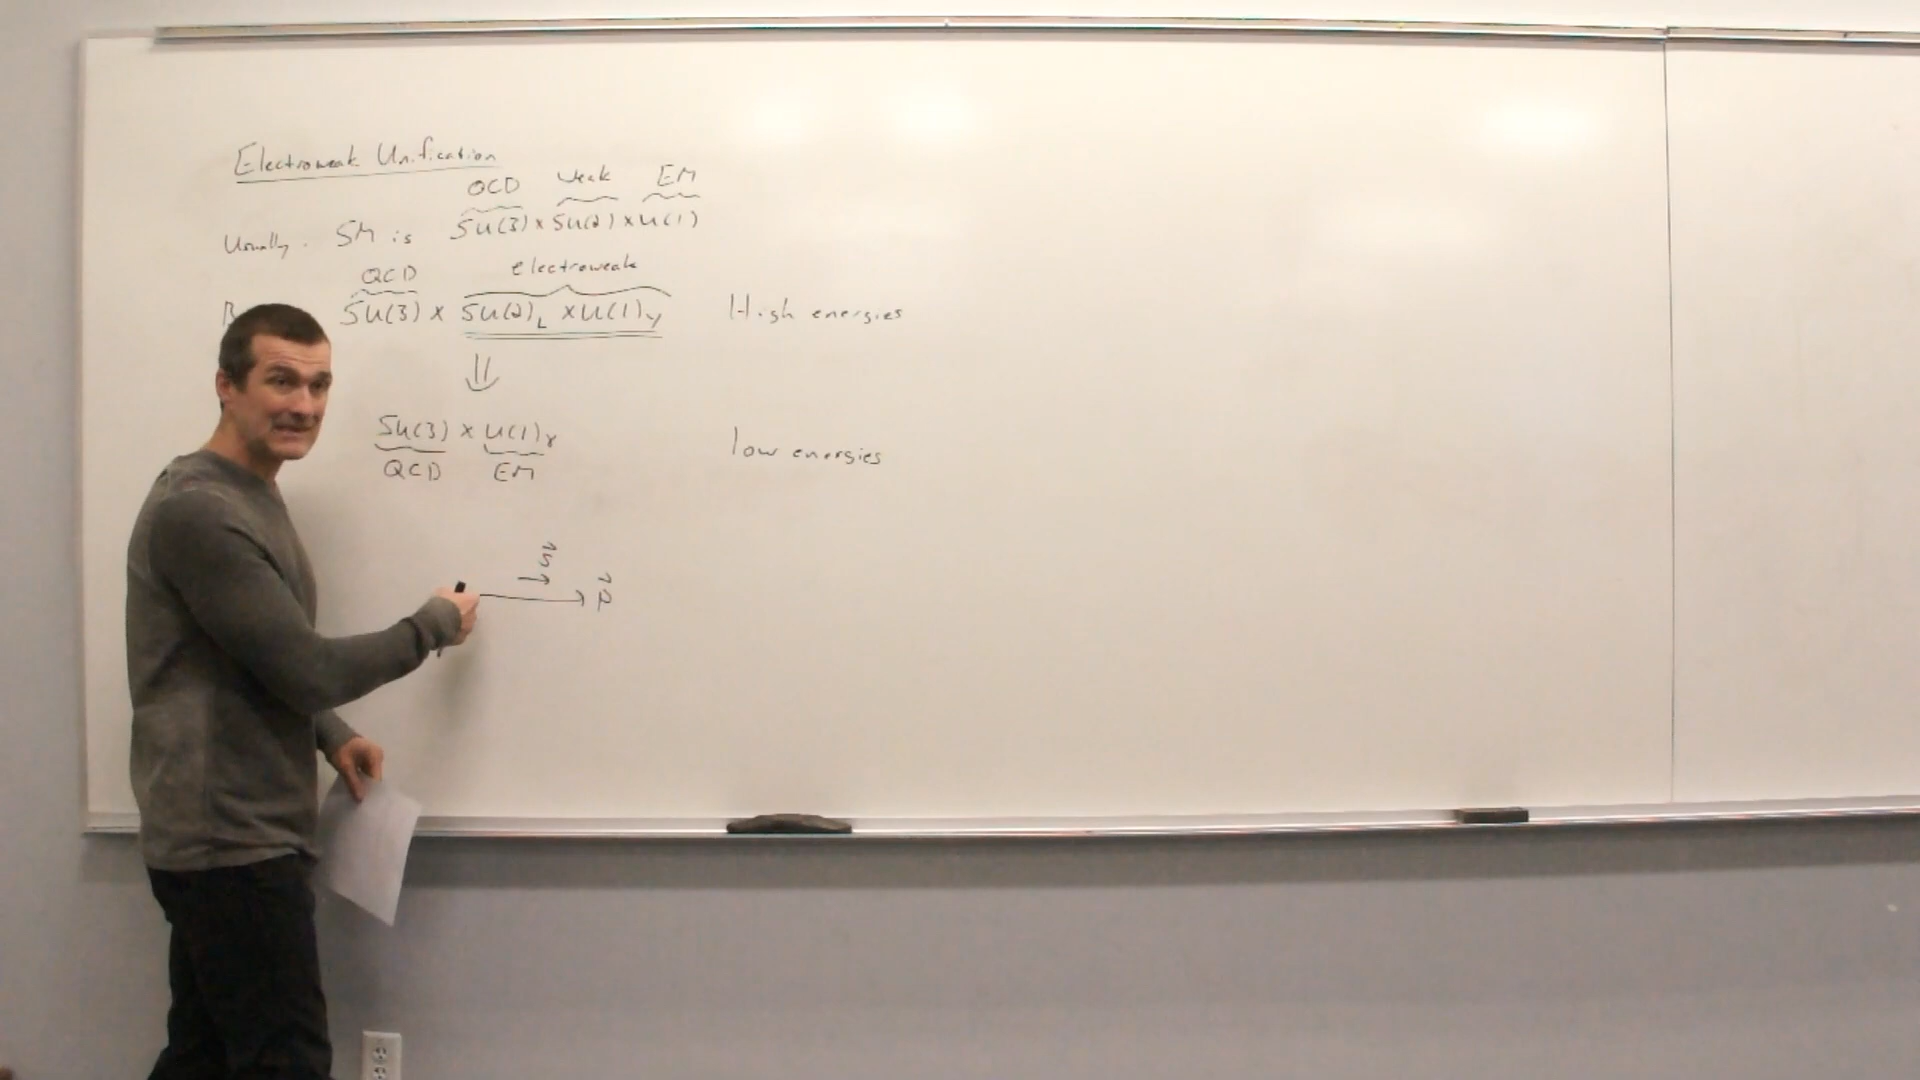 Electroweak Unification
QCD weak EM
Usually. SM is SU(3) x SU(2) x U(1)
QCD electroweak
SU(3) x SU(2)L x U(1)Y High energies
⇓
SU(3) x U(1)γ low energies
QCD EM
s⃗
p⃗